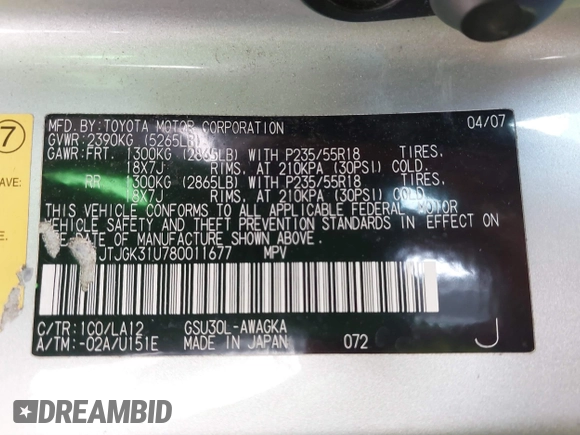 7
AVE:
MFD.BY:TOYOTA MOTOR CORPORATION 04/07
GVWR:2390KG (5265LB)
GAWR:FRT. 1300KG (2865LB) WITH P235/55R18 TIRES.
18X7J RIMS. AT 210KPA (30PSI) COLD.
RR 1300KG (2865LB) WITH P235/55R18 TIRES.
18X7J RIMS. AT 210KPA (30PSI) COLD.
THIS VEHICLE CONFORMS TO ALL APPLICABLE FEDERAL MOTOR
VEHICLE SAFETY AND THEFT PREVENTION STANDARDS IN EFFECT ON
THE DATE OF MANUFACTURE SHOWN ABOVE.
JTJGK31U780011677 MPV
C/TR:1C0/LA12 GSU30L-AWAGKA
A/TM:-02A/U151E MADE IN JAPAN 072 J
DREAMBID